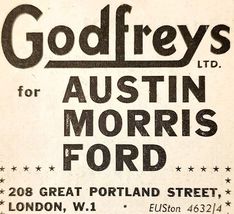 Godfreys
LTD.
for AUSTIN
MORRIS
FORD
208 GREAT PORTLAND STREET,
LONDON, W.1 EUSton 4632/4